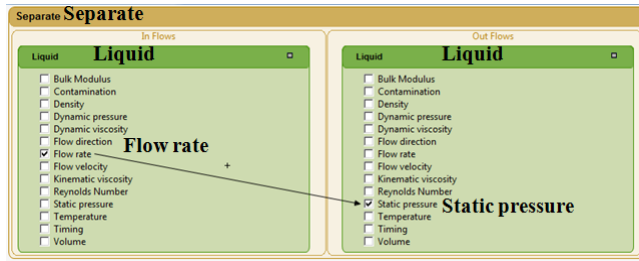 Separate Separate
In Flows
Out Flows
Liquid Liquid
Bulk Modulus
Contamination
Density
Dynamic pressure
Dynamic viscosity
Flow direction
Flow rate
Flow rate
Flow velocity
Kinematic viscosity
Reynolds Number
Static pressure
Temperature
Timing
Volume
Liquid Liquid
Bulk Modulus
Contamination
Density
Dynamic pressure
Dynamic viscosity
Flow direction
Flow rate
Flow velocity
Kinematic viscosity
Reynolds Number
Static pressure Static pressure
Temperature
Timing
Volume